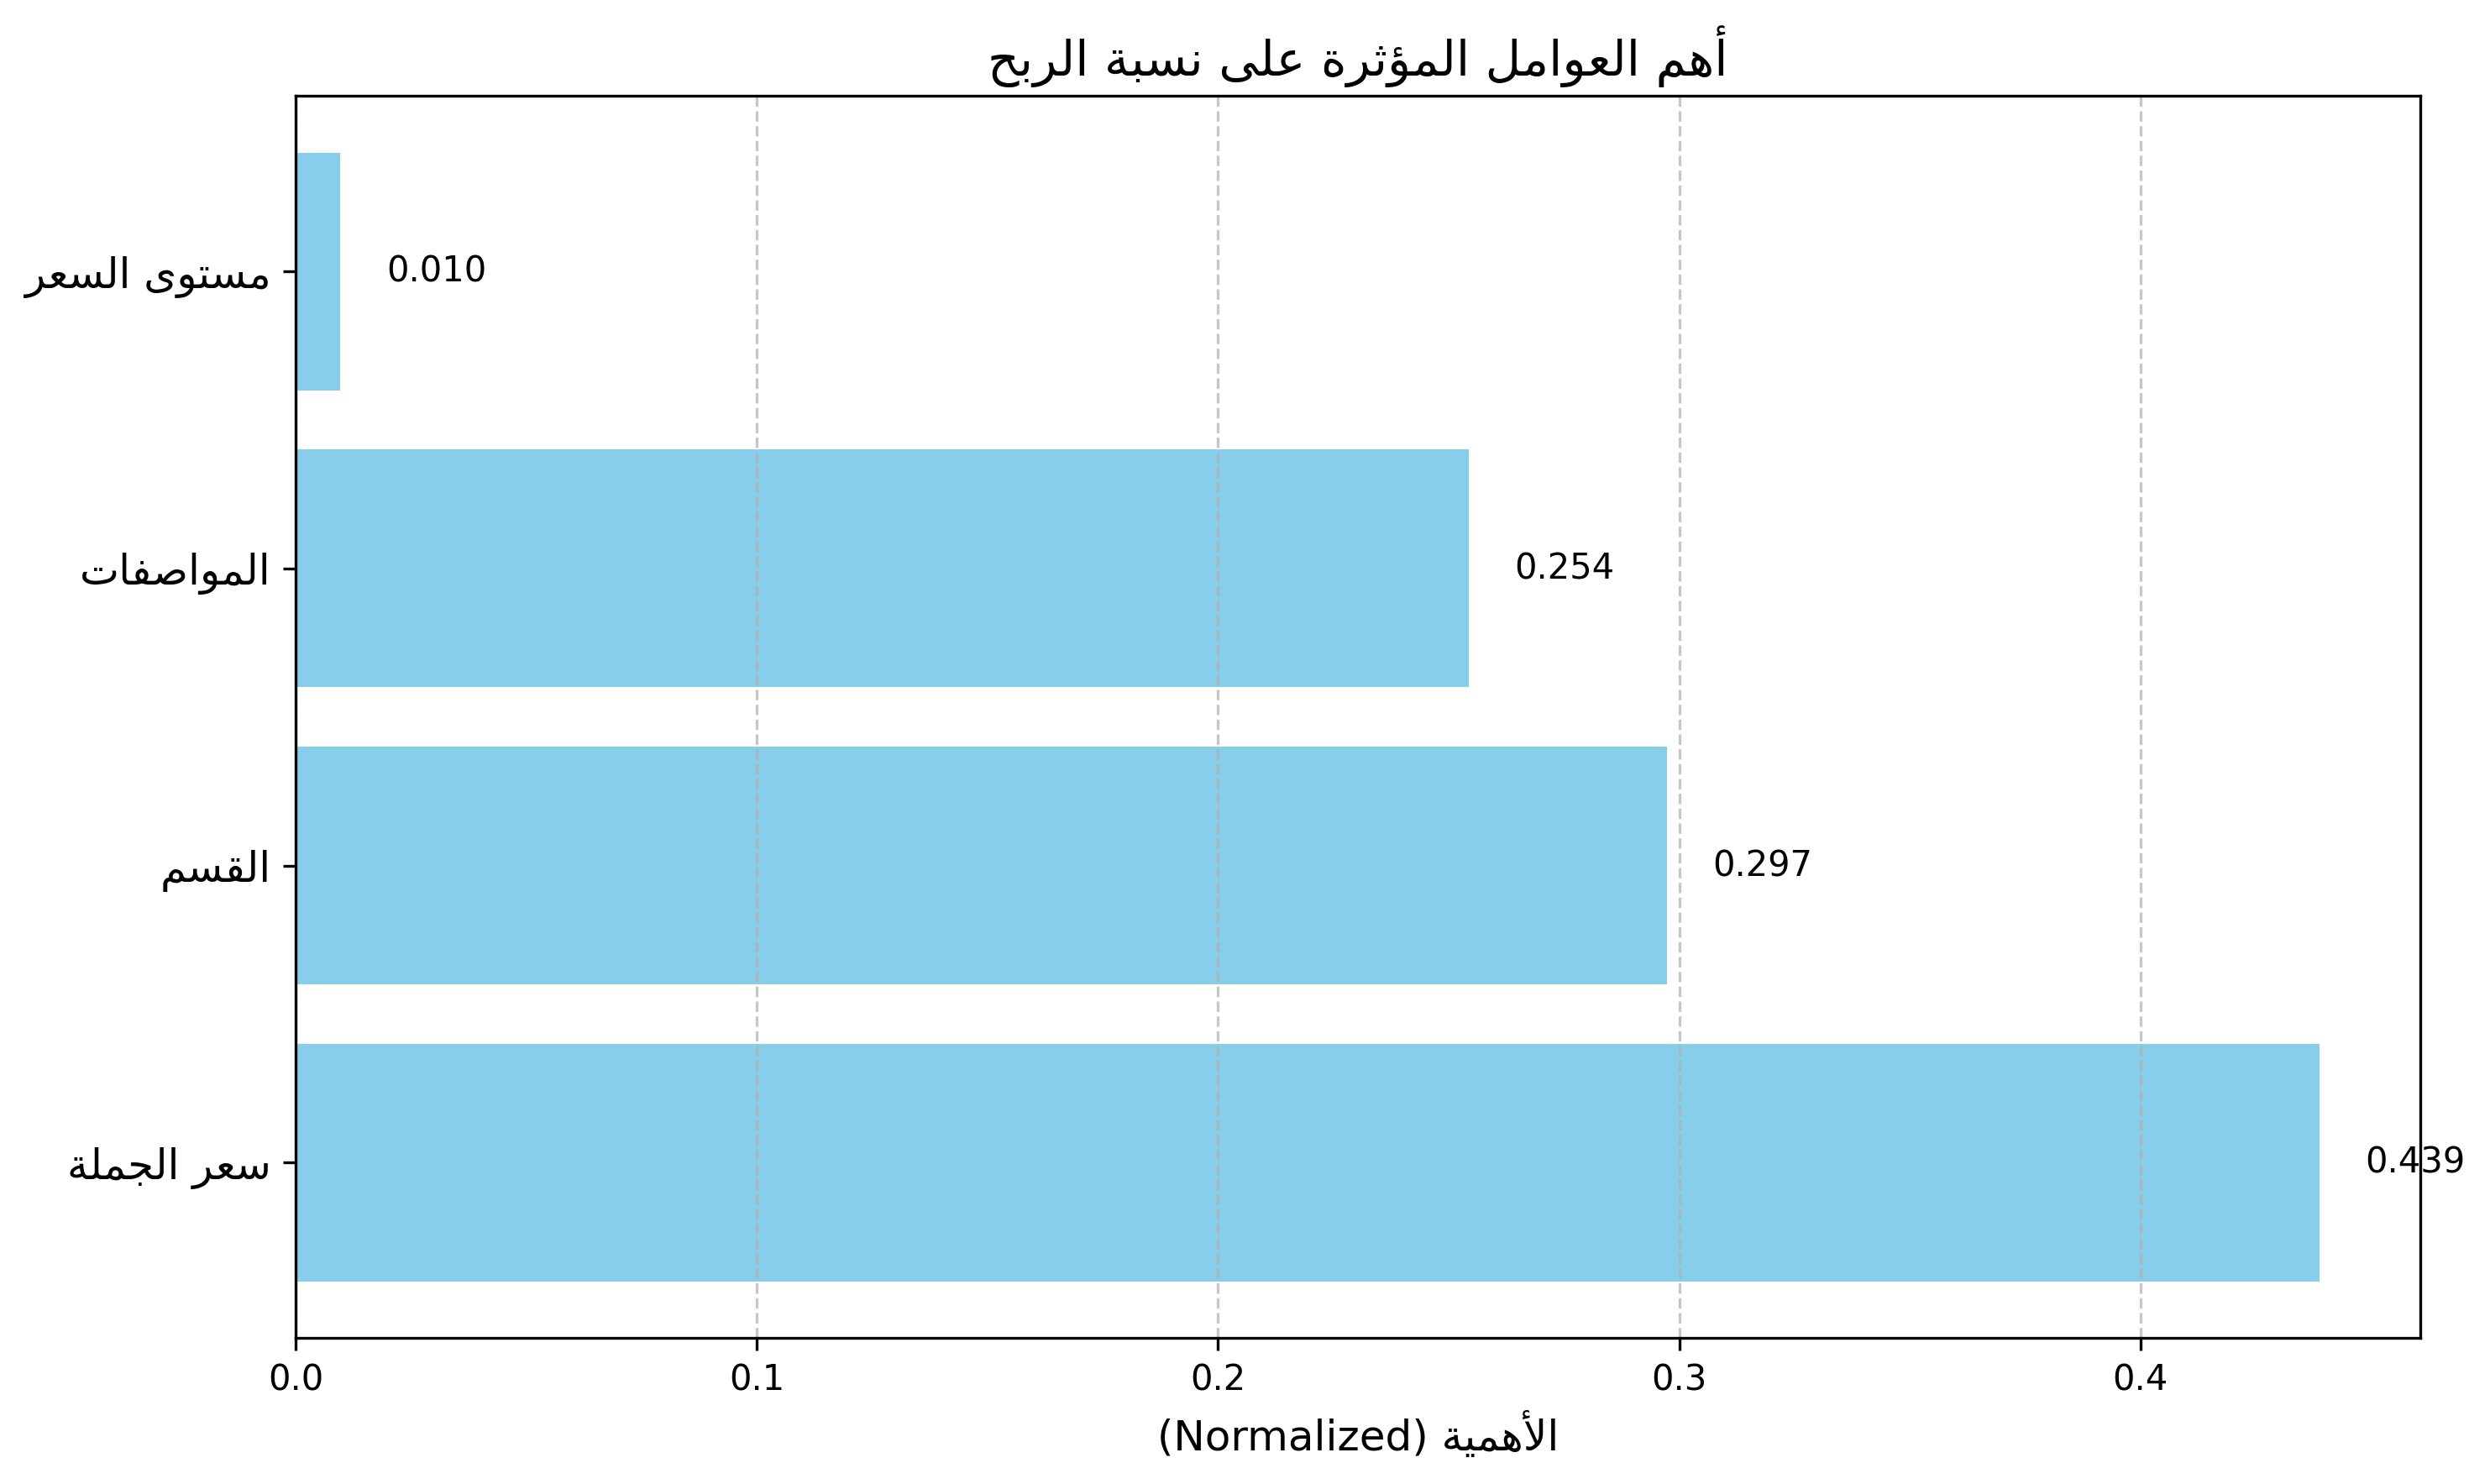 أهم العوامل المؤثرة على نسبة الربح
مستوى السعر
0.010
المواصفات
0.254
القسم
0.297
سعر الجملة
0.439
0.0 0.1 0.2 0.3 0.4
الأهمية (Normalized)